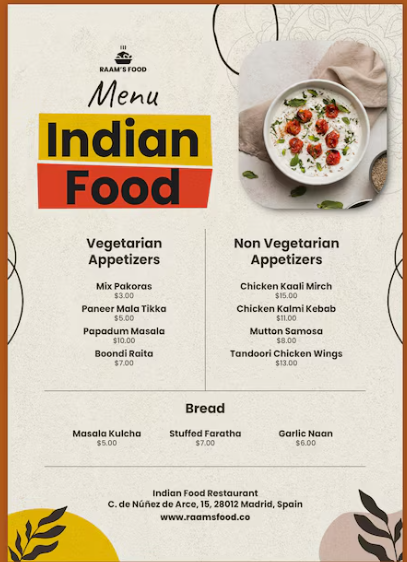 RAAM'S FOOD
Menu
Indian
Food
Vegetarian
Appetizers
Mix Pakoras
$3.00
Paneer Mala Tikka
$5.00
Papadum Masala
$10.00
Boondi Raita
$7.00
Non Vegetarian
Appetizers
Chicken Kaali Mirch
$15.00
Chicken Kalmi Kebab
$11.00
Mutton Samosa
$8.00
Tandoori Chicken Wings
$13.00
Bread
Masala Kulcha
$5.00
Stuffed Faratha
$7.00
Garlic Naan
$6.00
Indian Food Restaurant
C. de Núñez de Arce, 15, 28012 Madrid, Spain
www.raamsfood.co